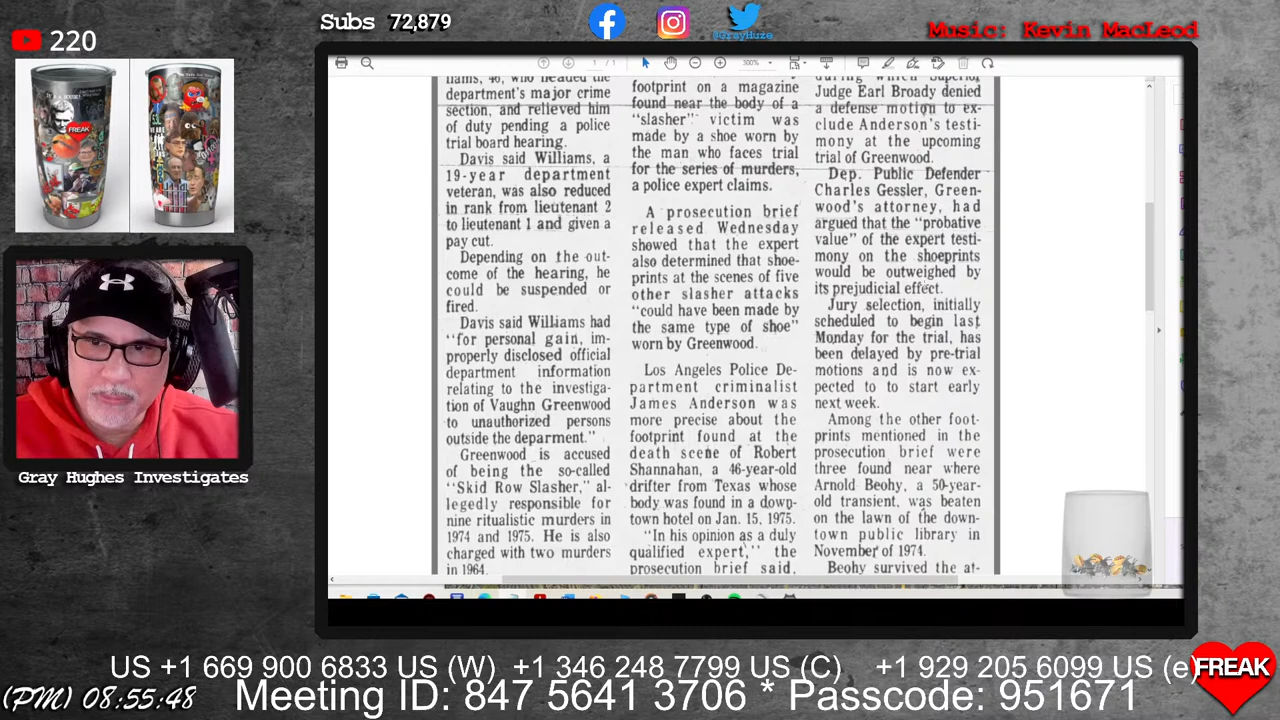 Subs 72,879
@GrayHuze
Music: Kevin MacLeod
220
FREAK
1 / 1
300%
liams, 46, who headed the
department's major crime
section, and relieved him
of duty pending a police
trial board hearing.
Davis said Williams, a
19-year department
veteran, was also reduced
in rank from lieutenant 2
to lieutenant 1 and given a
pay cut.
Depending on the out-
come of the hearing, he
could be suspended or
fired.
Davis said Williams had
“for personal gain, im-
properly disclosed official
department information
relating to the investiga-
tion of Vaughn Greenwood
to unauthorized persons
outside the deparment.”
Greenwood is accused
of being the so-called
“Skid Row Slasher,” al-
legedly responsible for
nine ritualistic murders in
1974 and 1975. He is also
charged with two murders
in 1964.
footprint on a magazine
found near the body of a
“slasher” victim was
made by a shoe worn by
the man who faces trial
for the series of murders,
a police expert claims.
A prosecution brief
released Wednesday
showed that the expert
also determined that shoe-
prints at the scenes of five
other slasher attacks
“could have been made by
the same type of shoe”
worn by Greenwood.
Los Angeles Police De-
partment criminalist
James Anderson was
more precise about the
footprint found at the
death scene of Robert
Shannahan, a 46-year-old
drifter from Texas whose
body was found in a down-
town hotel on Jan. 15, 1975.
“In his opinion as a duly
qualified expert,” the
prosecution brief said,
during which Superior
Judge Earl Broady denied
a defense motion to ex-
clude Anderson's testi-
mony at the upcoming
trial of Greenwood.
Dep. Public Defender
Charles Gessler, Green-
wood's attorney, had
argued that the “probative
value” of the expert testi-
mony on the shoeprints
would be outweighed by
its prejudicial effect.
Jury selection, initially
scheduled to begin last
Monday for the trial, has
been delayed by pre-trial
motions and is now ex-
pected to to start early
next week.
Among the other foot-
prints mentioned in the
prosecution brief were
three found near where
Arnold Beohy, a 50-year-
old transient, was beaten
on the lawn of the down-
town public library in
November of 1974.
Beohy survived the at-
Gray Hughes Investigates
US +1 669 900 6833 US (W) +1 346 248 7799 US (C) +1 929 205 6099 US (e)
FREAK
(PM) 08:55:48
Meeting ID: 847 5641 3706 * Passcode: 951671